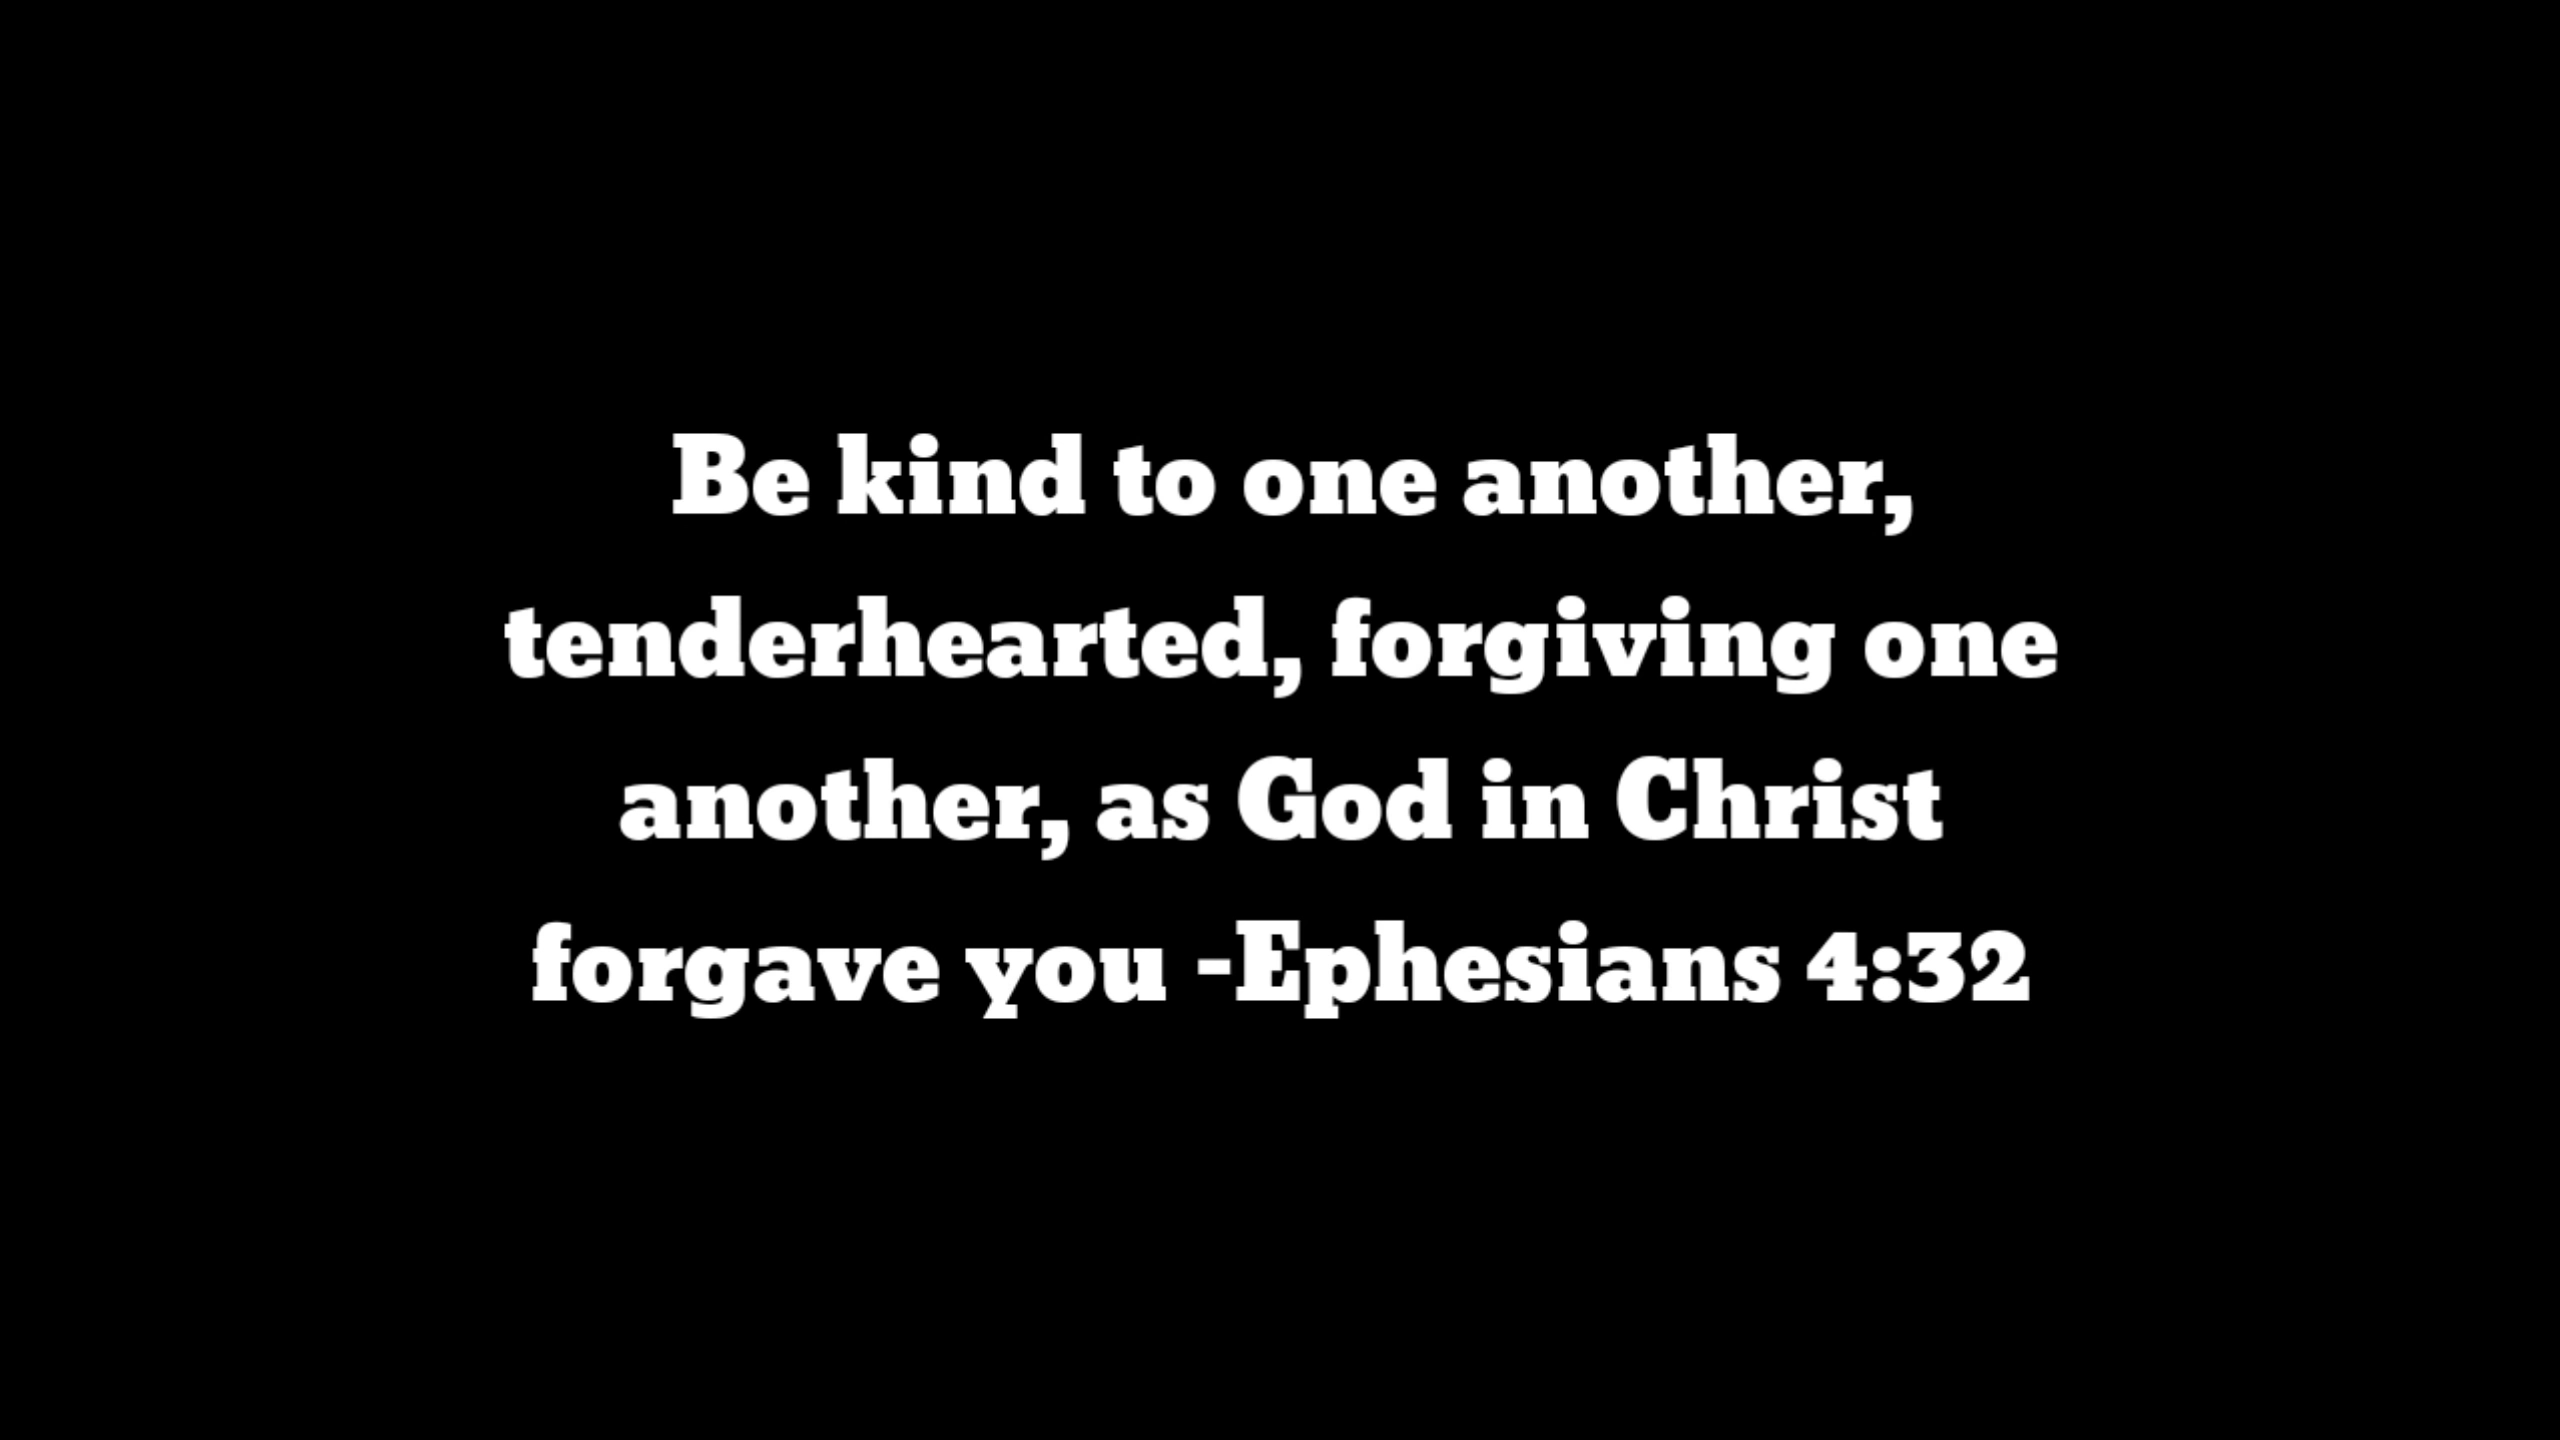 Be kind to one another,
tenderhearted, forgiving one
another, as God in Christ
forgave you -Ephesians 4:32